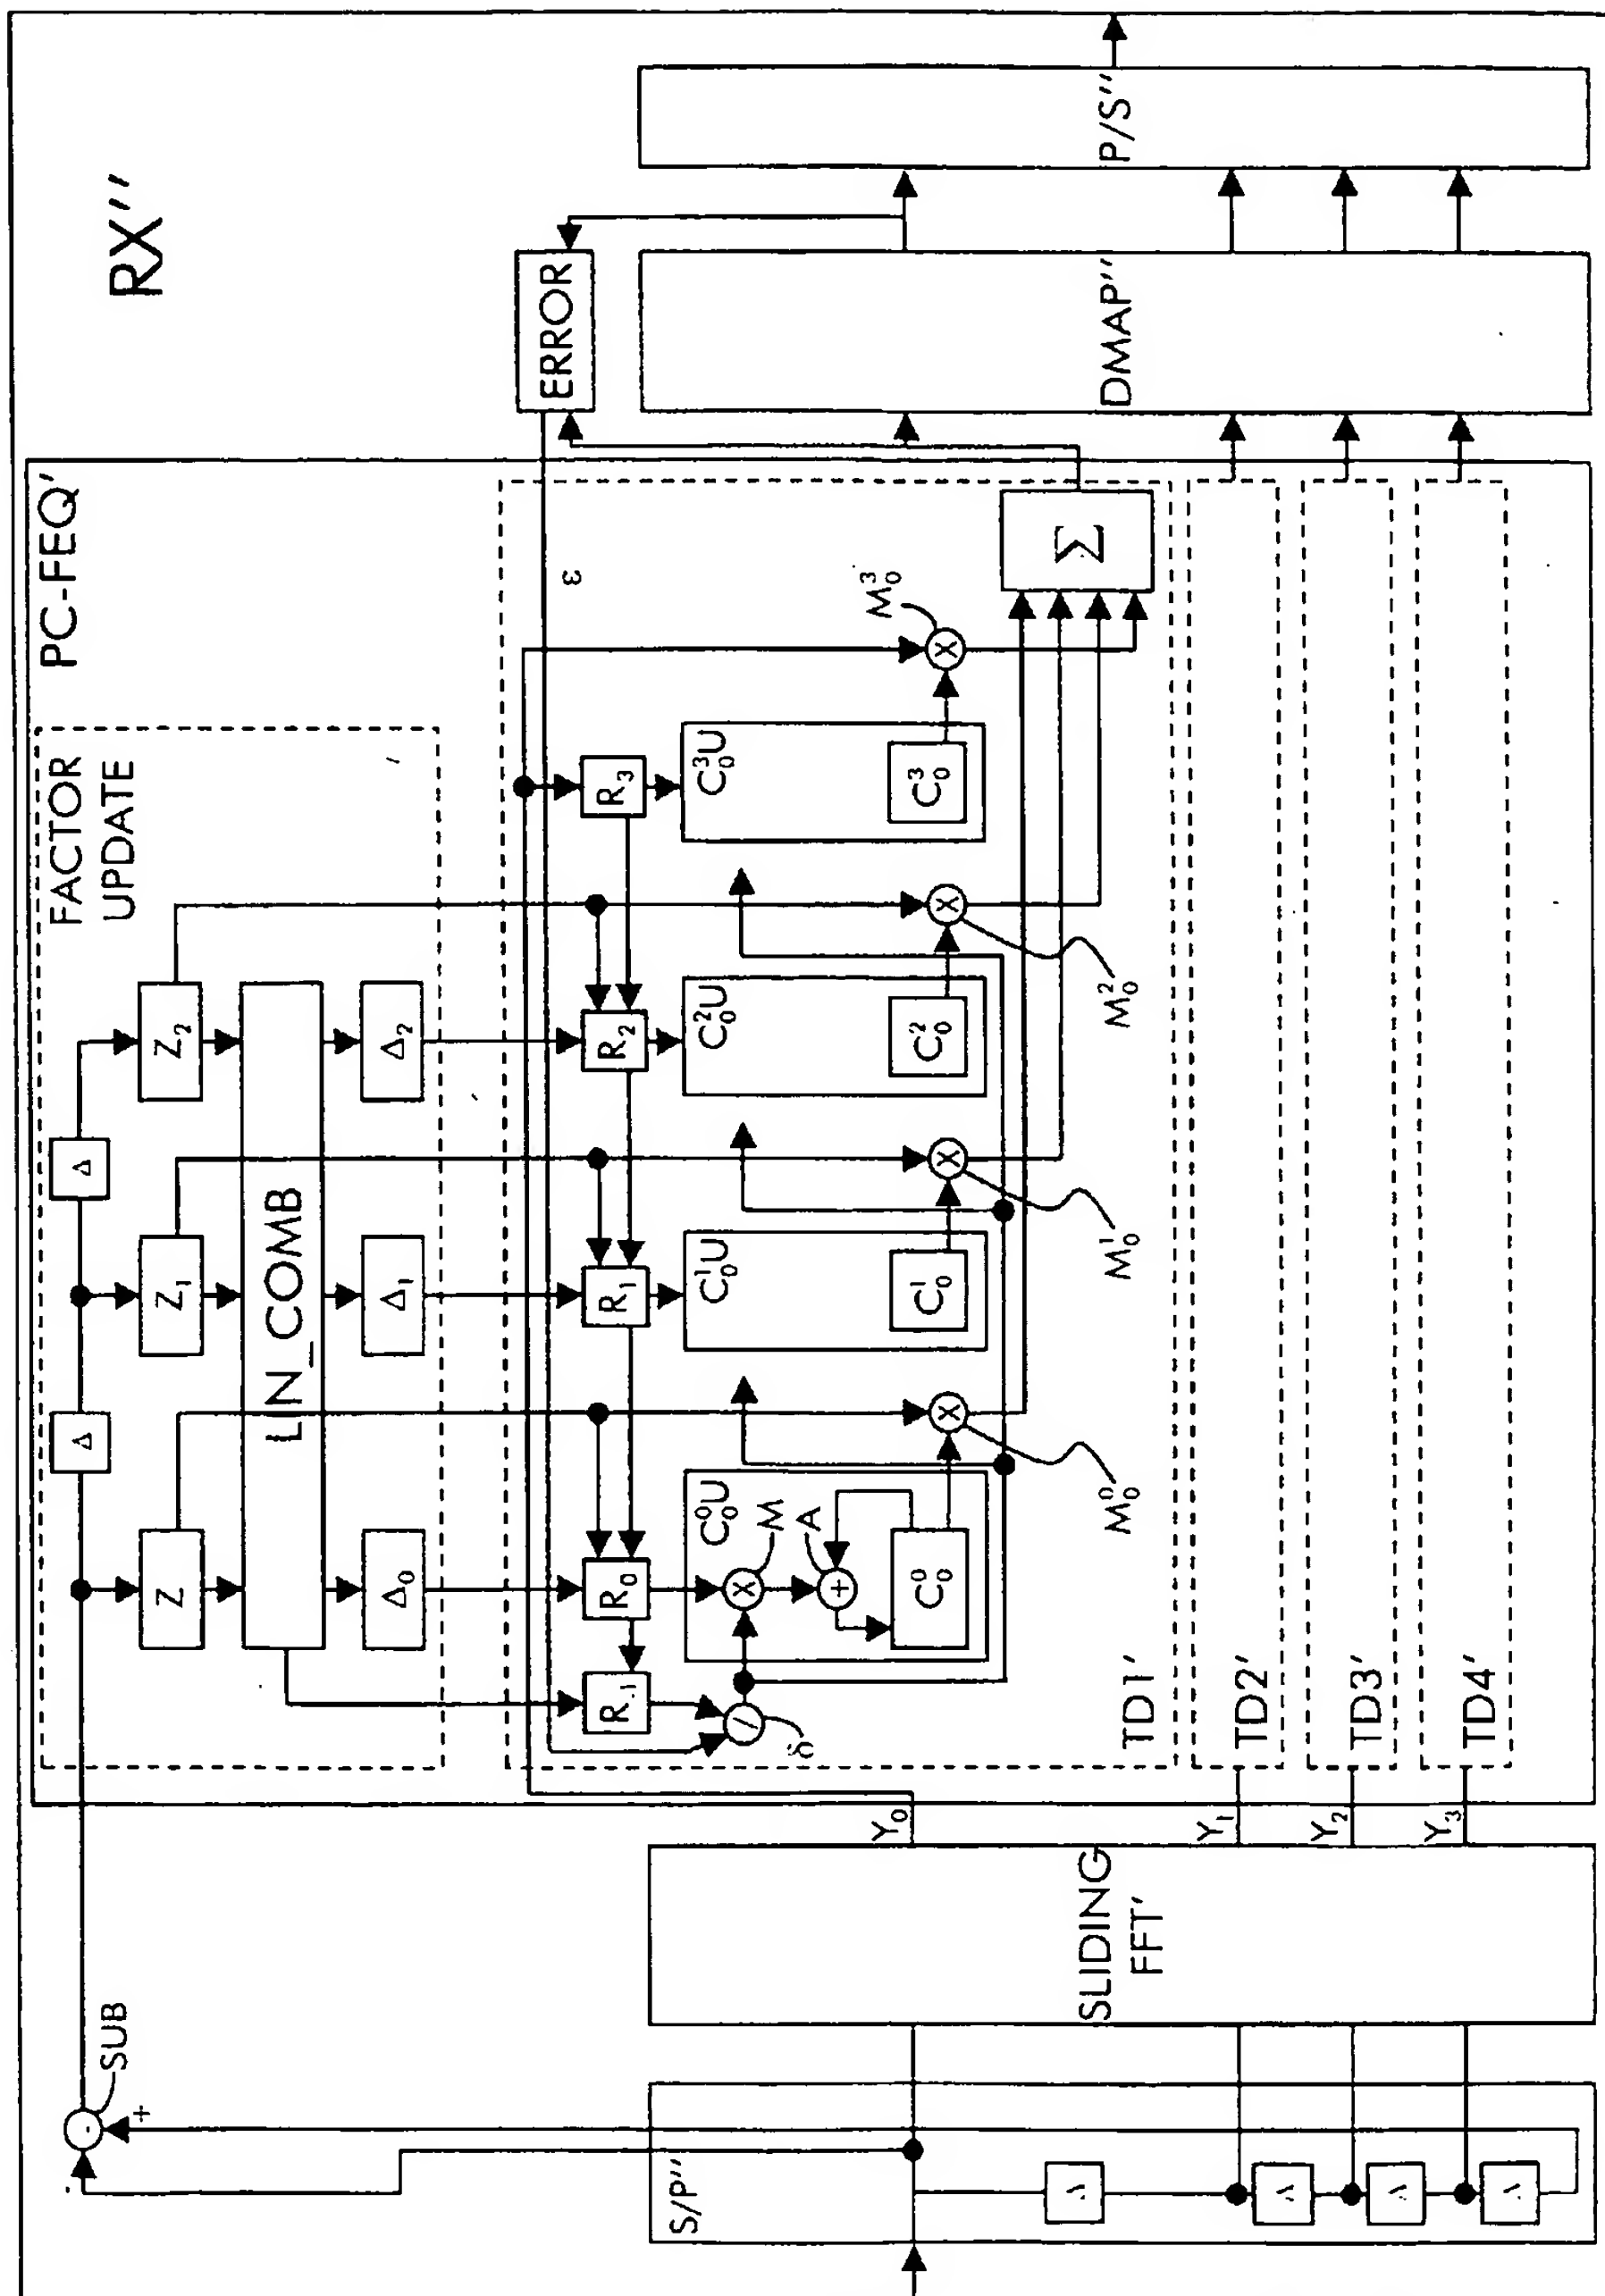 RX''
PC-FEQ'
FACTOR
UPDATE
SUB
+
-
Δ
Δ
Z
Z₁
Z₂
LIN_COMB
Δ₀
Δ₁
Δ₂
ERROR
ε
R₋₁
R₀
R₁
R₂
R₃
C₀⁰U
C₀¹U
C₀²U
C₀³U
M
A
×
+
/
δ
C₀⁰
C₀¹
C₀²
C₀³
×
×
×
×
M₀⁰
M₀¹
M₀²
M₀³
Σ
TD1'
TD2'
TD3'
TD4'
Y₀
Y₁
Y₂
Y₃
S/P''
Δ
Δ
Δ
Δ
SLIDING
FFT'
DMAP''
P/S''